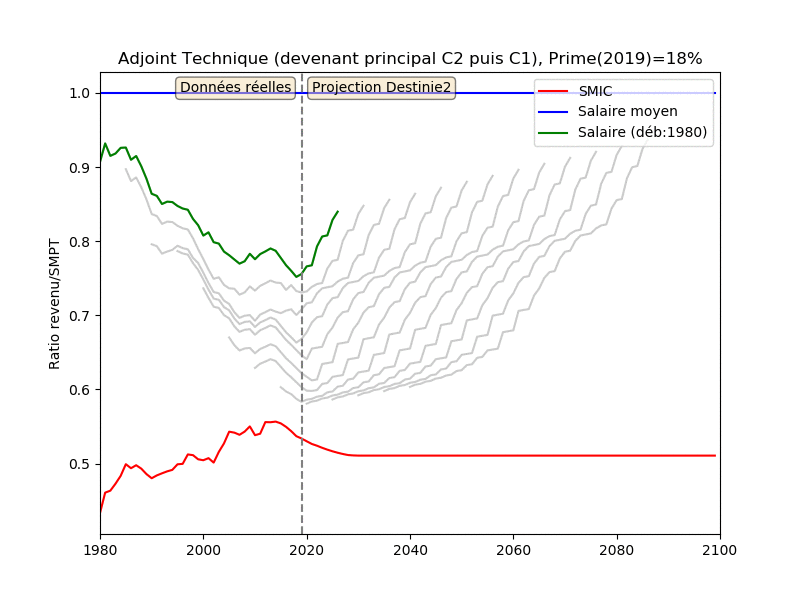 Adjoint Technique (devenant principal C2 puis C1), Prime(2019)=18%
Données réelles
Projection Destinie2
SMIC
Salaire moyen
Salaire (déb:1980)
Ratio revenu/SMPT
1.0
0.9
0.8
0.7
0.6
0.5
1980
2000
2020
2040
2060
2080
2100